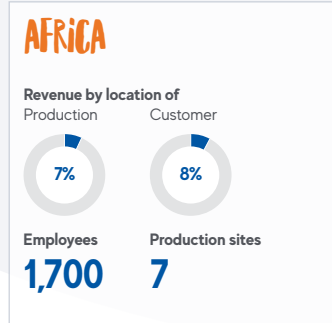 AFRiCA
Revenue by location of
Production Customer
7% 8%
Employees Production sites
1,700 7